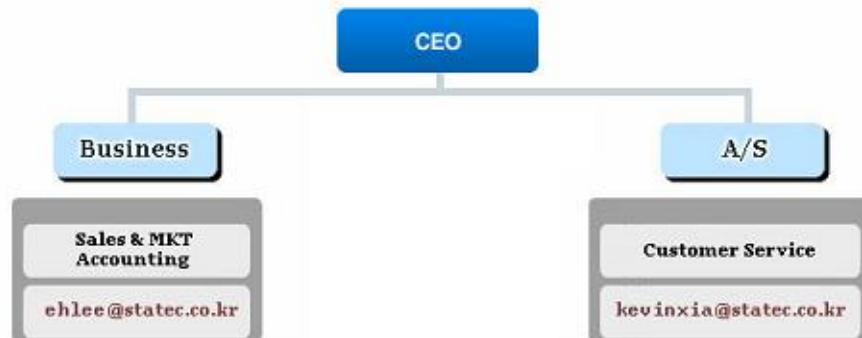 CEO
Business
A/S
Sales & MKT
Accounting
Customer Service
ehlee@statec.co.kr
kevinxia@statec.co.kr